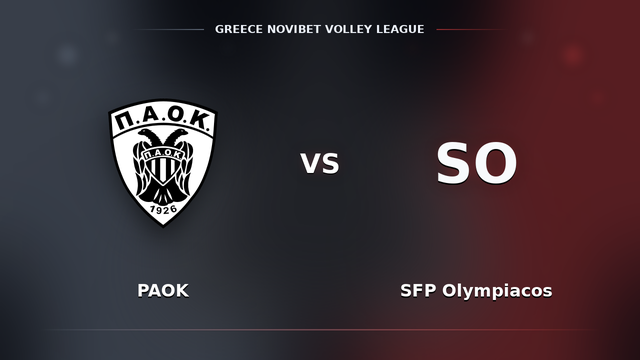 GREECE NOVIBET VOLLEY LEAGUE
Π.Α.Ο.Κ.
Π.Α.Ο.Κ
1926
VS
SO
PAOK
SFP Olympiacos